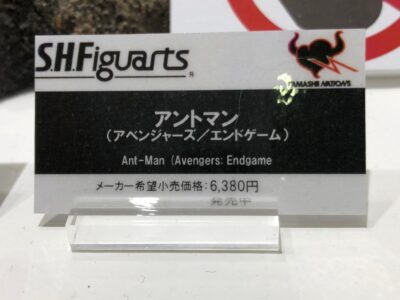 S.H.Figuarts
TAMASHII NATIONS
アントマン
(アベンジャーズ/エンドゲーム)
Ant-Man (Avengers: Endgame
メーカー希望小売価格:6,380円
発売中